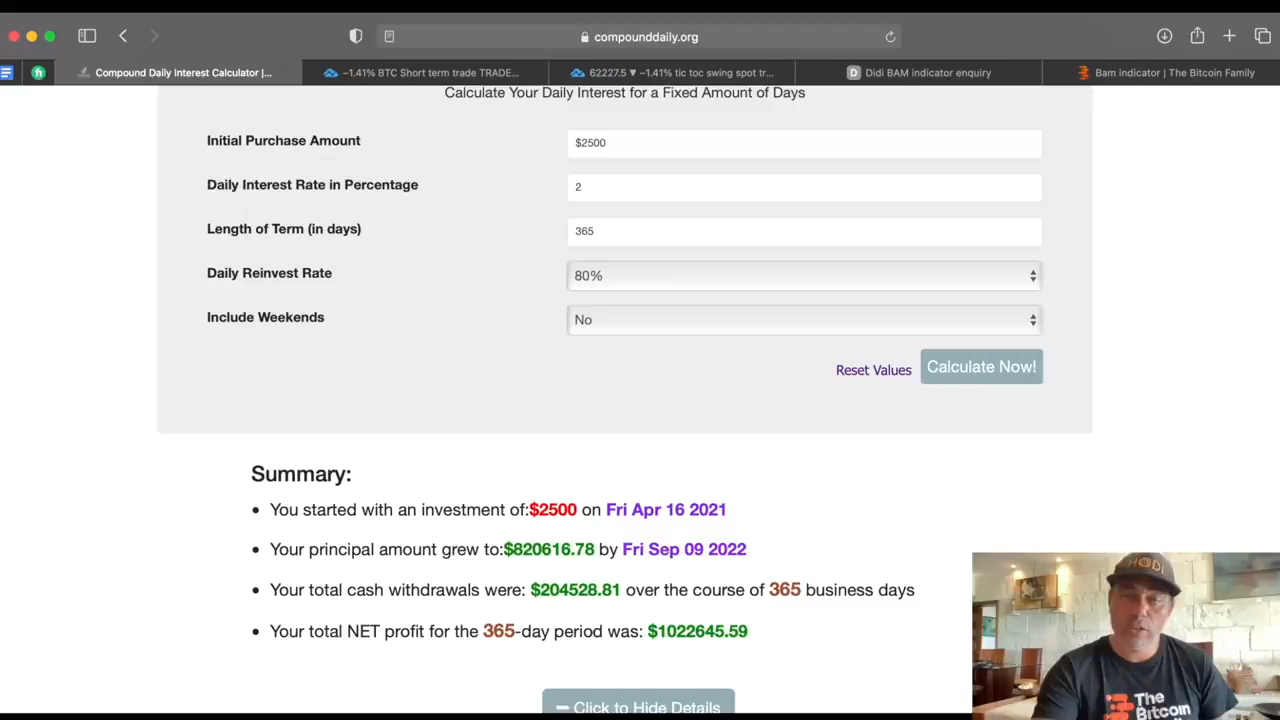 compounddaily.org
Compound Daily Interest Calculator |...
−1.41% BTC Short term trade TRADE...
62227.5 ▼ −1.41% tic toc swing spot tr...
D Didi BAM indicator enquiry
Bam indicator | The Bitcoin Family
Calculate Your Daily Interest for a Fixed Amount of Days
Initial Purchase Amount
$2500
Daily Interest Rate in Percentage
2
Length of Term (in days)
365
Daily Reinvest Rate
80%
Include Weekends
No
Reset Values
Calculate Now!
Summary:
• You started with an investment of:$2500 on Fri Apr 16 2021
• Your principal amount grew to:$820616.78 by Fri Sep 09 2022
• Your total cash withdrawals were: $204528.81 over the course of 365 business days
• Your total NET profit for the 365-day period was: $1022645.59
Click to Hide Details
HODL
The
Bitcoin